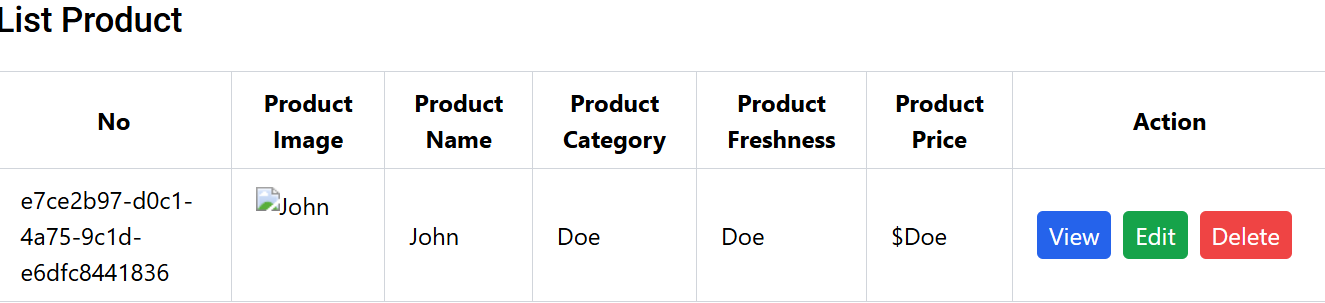 List Product
No
Product
Image
Product
Name
Product
Category
Product
Freshness
Product
Price
Action
e7ce2b97-d0c1-
4a75-9c1d-
e6dfc8441836
John
John
Doe
Doe
$Doe
View
Edit
Delete